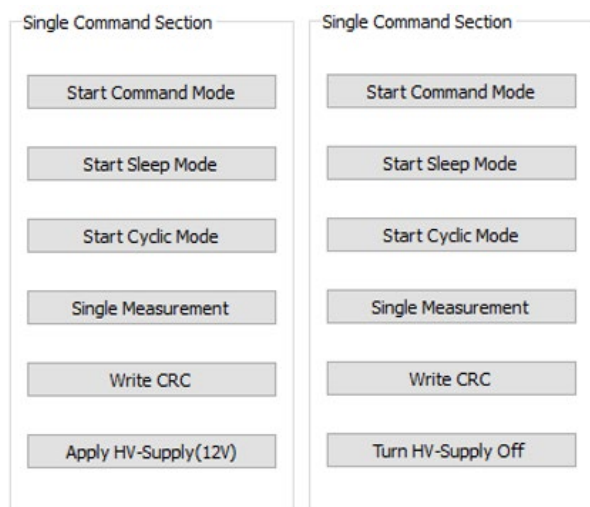 Single Command Section
Start Command Mode
Start Sleep Mode
Start Cyclic Mode
Single Measurement
Write CRC
Apply HV-Supply(12V)
Single Command Section
Start Command Mode
Start Sleep Mode
Start Cyclic Mode
Single Measurement
Write CRC
Turn HV-Supply Off